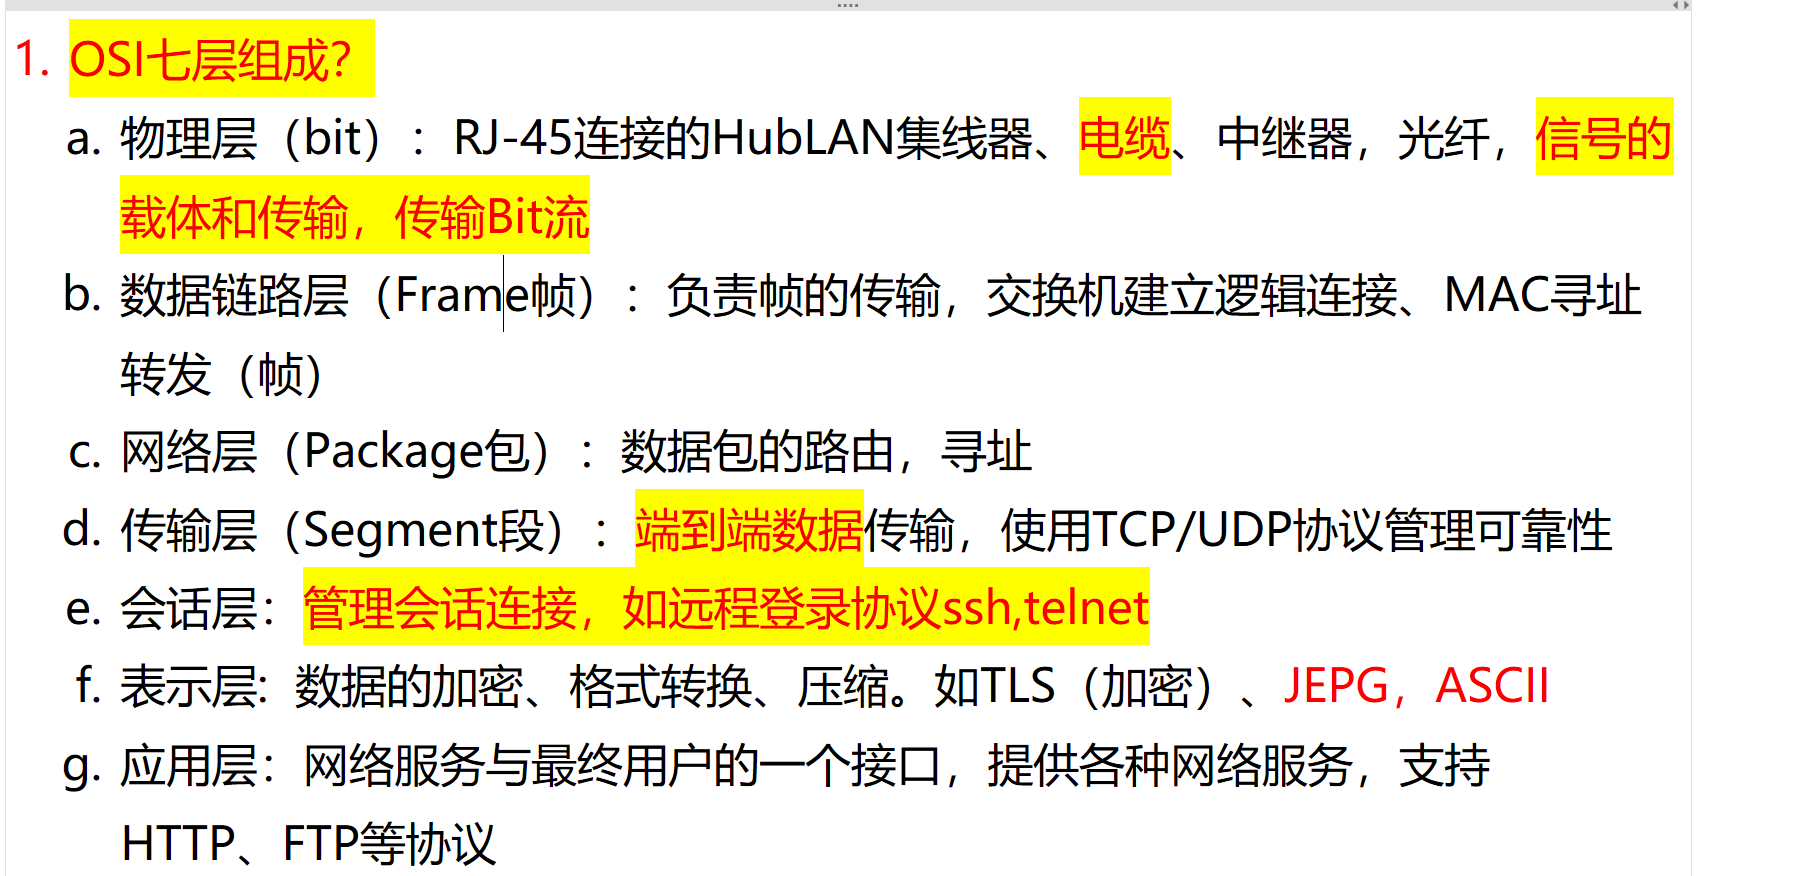 1. OSI七层组成?
a. 物理层（bit）：RJ-45连接的HubLAN集线器、电缆、中继器，光纤，信号的
载体和传输，传输Bit流
b. 数据链路层（Frame帧）：负责帧的传输，交换机建立逻辑连接、MAC寻址
转发（帧）
c. 网络层（Package包）：数据包的路由，寻址
d. 传输层（Segment段）：端到端数据传输，使用TCP/UDP协议管理可靠性
e. 会话层：管理会话连接，如远程登录协议ssh,telnet
f. 表示层：数据的加密、格式转换、压缩。如TLS（加密）、JEPG，ASCII
g. 应用层：网络服务与最终用户的一个接口，提供各种网络服务，支持
HTTP、FTP等协议